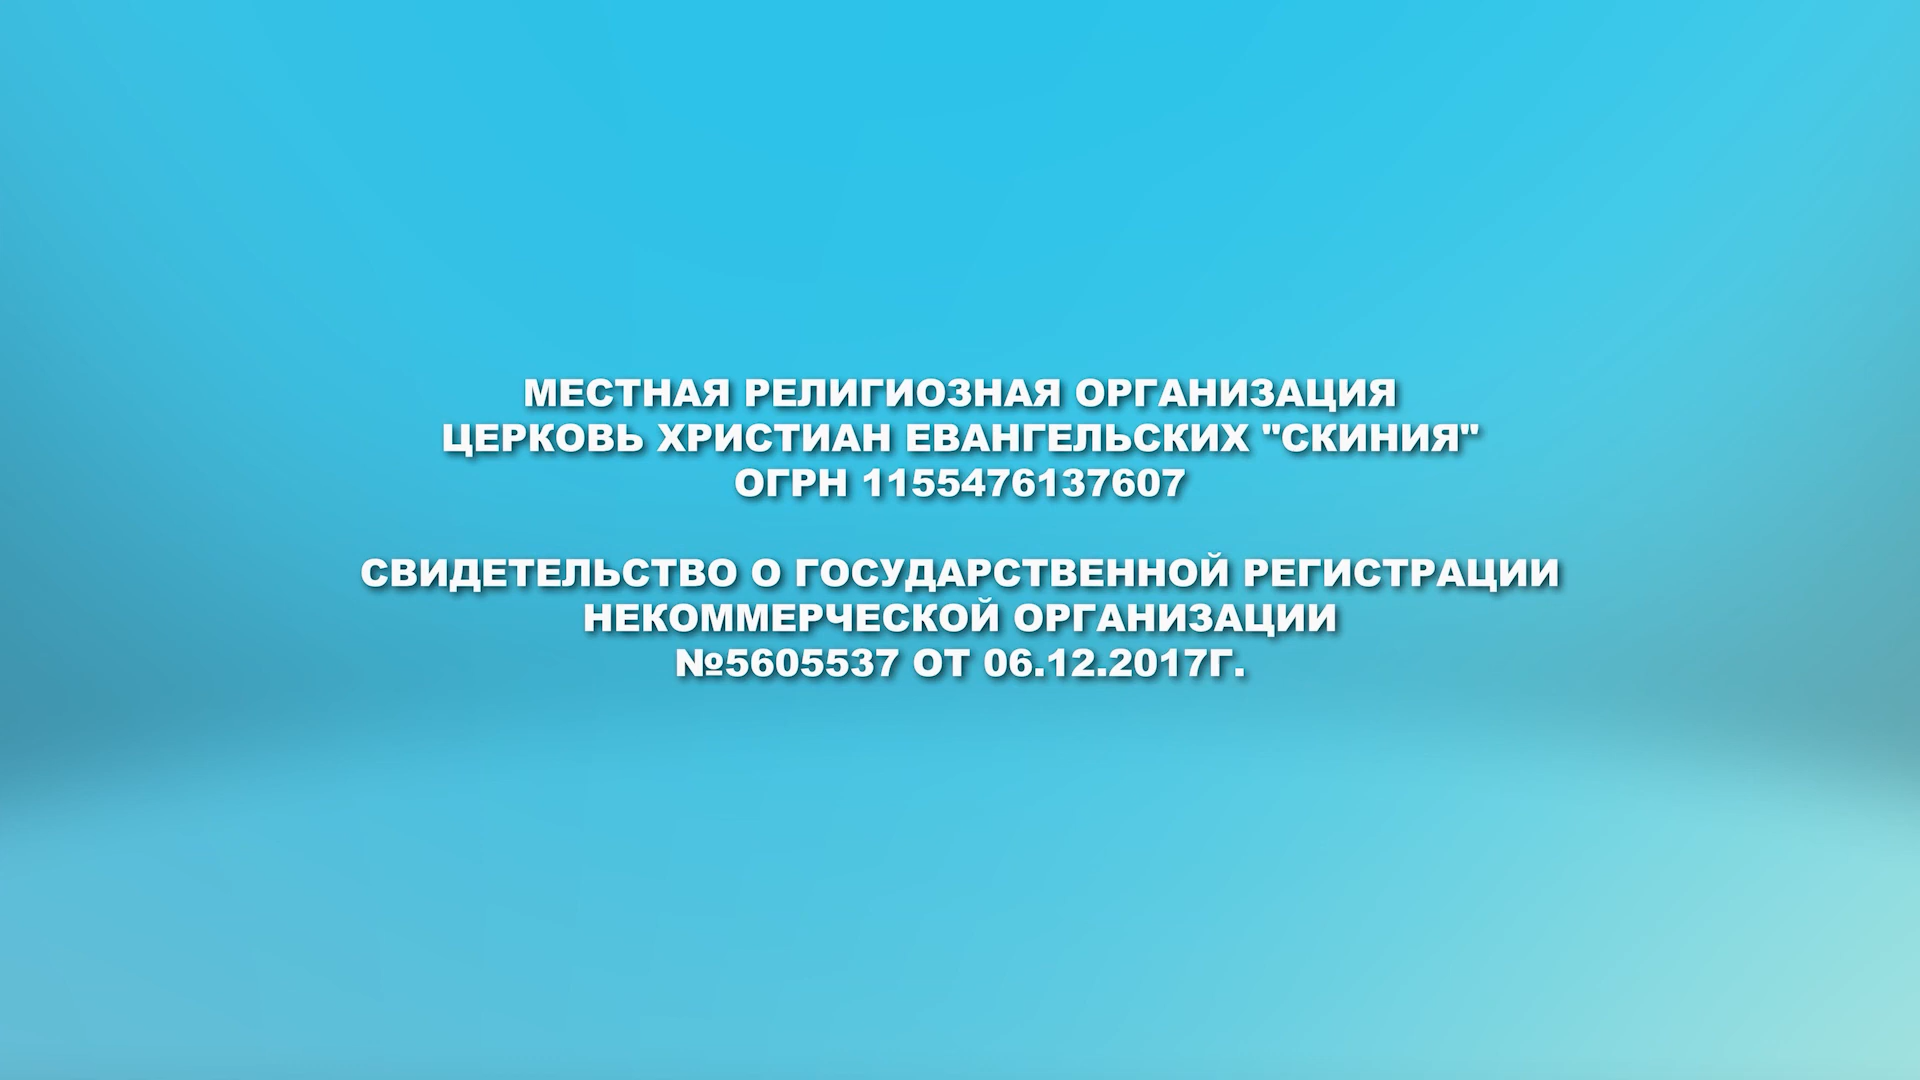 МЕСТНАЯ РЕЛИГИОЗНАЯ ОРГАНИЗАЦИЯ
ЦЕРКОВЬ ХРИСТИАН ЕВАНГЕЛЬСКИХ "СКИНИЯ"
ОГРН 1155476137607
СВИДЕТЕЛЬСТВО О ГОСУДАРСТВЕННОЙ РЕГИСТРАЦИИ
НЕКОММЕРЧЕСКОЙ ОРГАНИЗАЦИИ
№5605537 ОТ 06.12.2017Г.